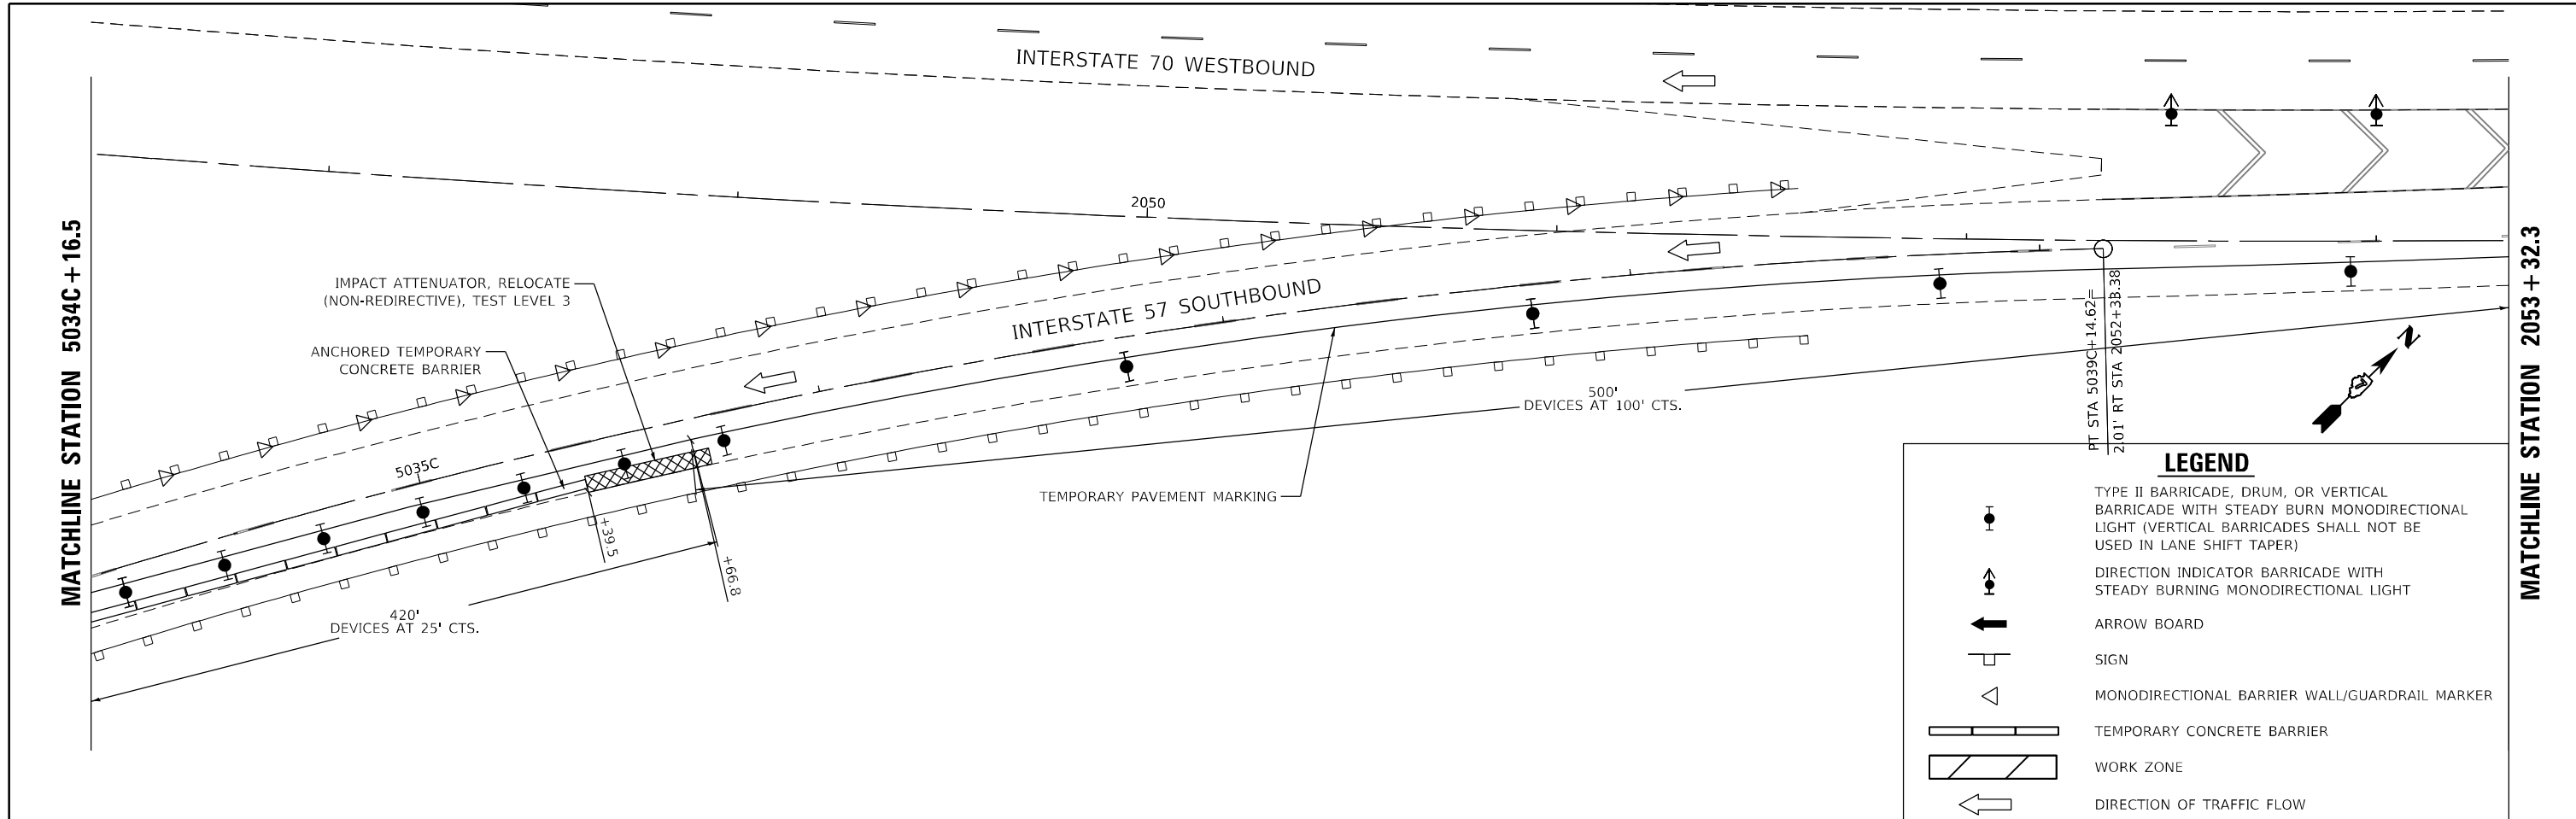 INTERSTATE 70 WESTBOUND
2050
MATCHLINE STATION 5034C+16.5
IMPACT ATTENUATOR, RELOCATE
(NON-REDIRECTIVE), TEST LEVEL 3
INTERSTATE 57 SOUTHBOUND
ANCHORED TEMPORARY
CONCRETE BARRIER
5035C
+39.5
+66.8
420'
DEVICES AT 25' CTS.
TEMPORARY PAVEMENT MARKING
500'
DEVICES AT 100' CTS.
PT STA 5039C+14.62=
2.01' RT STA 2052+33.38
N
MATCHLINE STATION 2053+32.3
LEGEND
TYPE II BARRICADE, DRUM, OR VERTICAL
BARRICADE WITH STEADY BURN MONODIRECTIONAL
LIGHT (VERTICAL BARRICADES SHALL NOT BE
USED IN LANE SHIFT TAPER)
DIRECTION INDICATOR BARRICADE WITH
STEADY BURNING MONODIRECTIONAL LIGHT
ARROW BOARD
SIGN
MONODIRECTIONAL BARRIER WALL/GUARDRAIL MARKER
TEMPORARY CONCRETE BARRIER
WORK ZONE
DIRECTION OF TRAFFIC FLOW